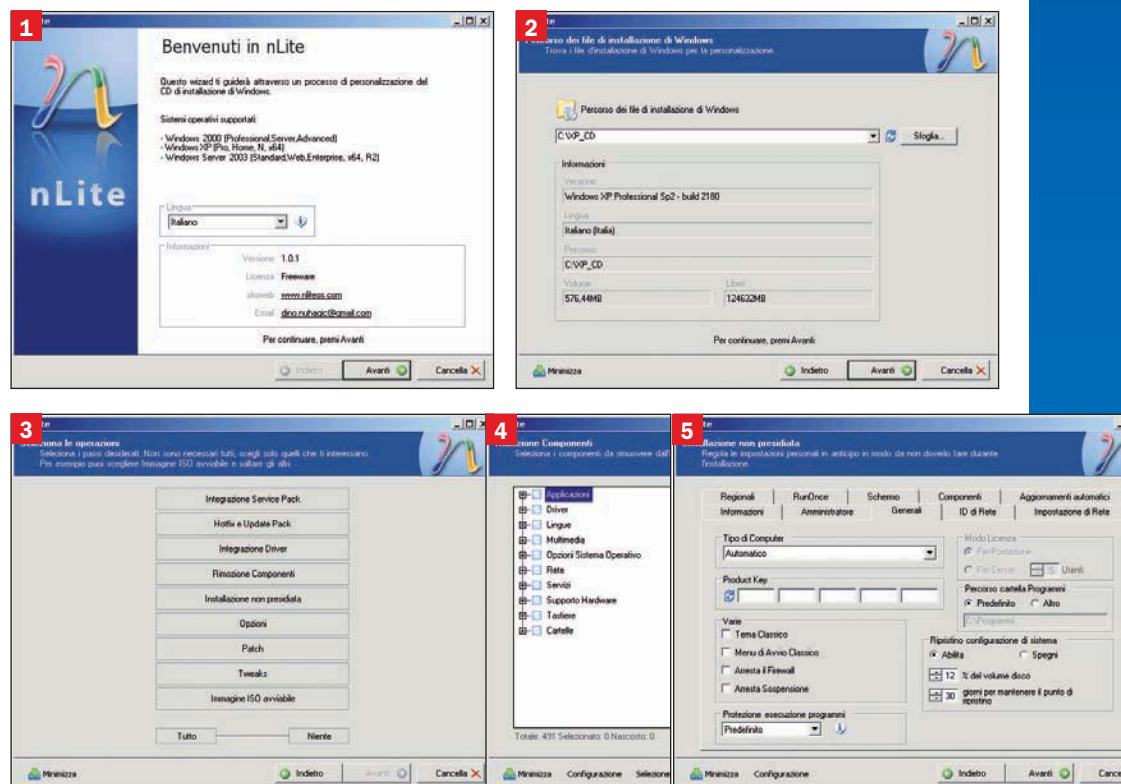 1
Benvenuti in nLite
Questo wizard ti guiderà attraverso un processo di personalizzazione del
CD di installazione di Windows.
Sistemi operativi supportati:
- Windows 2000 (Professional,Server,Advanced)
- Windows XP (Pro, Home, N, x64)
- Windows Server 2003 (Standard,Web,Enterprise, x64, R2)
nLite
Lingua
Italiano
Informazioni
Versione 1.0.1
Licenza Freeware
sitoweb www.nliteos.com
Email dino.nuhagic@gmail.com
Per continuare, premi Avanti
Indietro Avanti Cancella
2
Percorso dei file di installazione di Windows
Trova i file d'installazione di Windows per la personalizzazione.
Percorso dei file di installazione di Windows
C:\XP_CD
Sfoglia...
Informazioni
Versione
Windows XP Professional Sp2 - build 2180
Lingua
Italiano (Italia)
Percorso
C:\XP_CD
Volume Liberi
576,44MB 124632MB
Per continuare, premi Avanti
Minimizza Indietro Avanti Cancella
3
Seleziona le operazioni
Seleziona i passi desiderati. Non sono necessari tutti, scegli solo quelli che ti interessano.
Per esempio puoi scegliere Immagine ISO avviabile e saltare gli altri.
Integrazione Service Pack
Hotfix e Update Pack
Integrazione Driver
Rimozione Componenti
Installazione non presidiata
Opzioni
Patch
Tweaks
Immagine ISO avviabile
Tutto Niente
Minimizza Indietro Avanti Cancella
4
zione Componenti
Seleziona i componenti da rimuovere dall'
Applicazioni
Driver
Lingue
Multimedia
Opzioni Sistema Operativo
Rete
Servizi
Supporto Hardware
Tastiere
Cartelle
Totale: 491 Selezionato: 0 Nascosto: 0
Minimizza Configurazione Selezione
5
llazione non presidiata
Regola le impostazioni personali in anticipo in modo da non doverlo fare durante
l'installazione.
Regionali RunOnce Schermo Componenti Aggiornamenti automatici
Informazioni Amministratore Generali ID di Rete Impostazione di Rete
Tipo di Computer
Automatico
Product Key
Varie
Tema Classico
Menu di Avvio Classico
Arresta il Firewall
Arresta Sospensione
Protezione esecuzione programmi
Predefinito
Modo Licenza
Per Postazione
Per Server 5 Utenti
Percorso cartella Programmi
Predefinito Altro
C:\Programmi
Ripristino configurazione di sistema
Abilita Spegni
12 % del volume disco
30 giorni per mantenere il punto di
ripristino
Minimizza Configurazione Indietro Avanti Cance